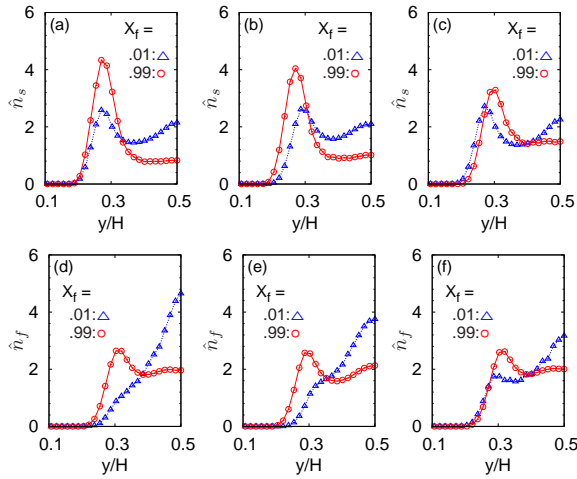 (a) X_f =
.01: △
.99: ○
6
4
2
0
n̂_s
0.1 0.3 0.5
y/H
(b) X_f =
.01: △
.99: ○
6
4
2
0
n̂_s
0.1 0.3 0.5
y/H
(c) X_f =
.01: △
.99: ○
6
4
2
0
n̂_s
0.1 0.3 0.5
y/H
(d)
X_f =
.01: △
.99: ○
6
4
2
0
n̂_f
0.1 0.3 0.5
y/H
(e)
X_f =
.01: △
.99: ○
6
4
2
0
n̂_f
0.1 0.3 0.5
y/H
(f)
X_f =
.01: △
.99: ○
6
4
2
0
n̂_f
0.1 0.3 0.5
y/H